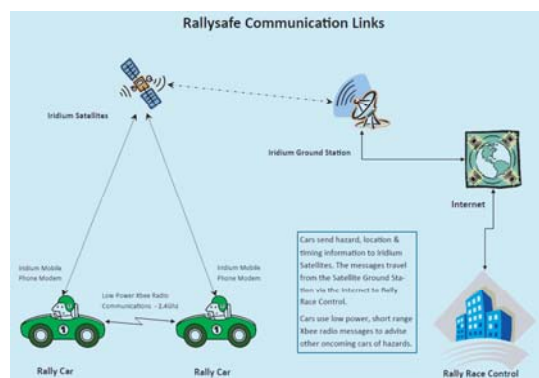 Rallysafe Communication Links
Iridium Satellites
Iridium Ground Station
Internet
Iridium Mobile
Phone Modem
Iridium Mobile
Phone Modem
Low Power Xbee Radio
Communications - 2.4Ghz
Cars send hazard, location &
timing information to Iridium
Satellites. The messages travel
from the Satellite Ground Sta-
tion via the Internet to Rally
Race Control.
Cars use low power, short range
Xbee radio messages to advise
other oncoming cars of hazards.
1
1
Rally Car
Rally Car
Rally Race Control